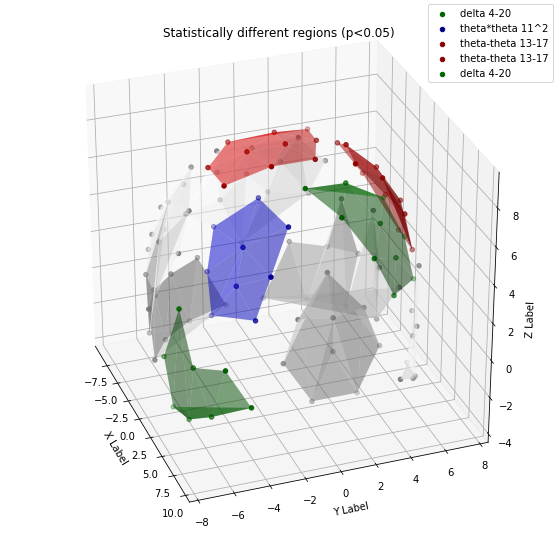 Statistically different regions (p<0.05)
delta 4-20
theta*theta 11^2
theta-theta 13-17
theta-theta 13-17
delta 4-20
8
6
4
2
0
−2
−4
Z Label
−7.5
−5.0
−2.5
0.0
2.5
5.0
7.5
10.0
X Label
−8
−6
−4
−2
0
2
4
6
8
Y Label